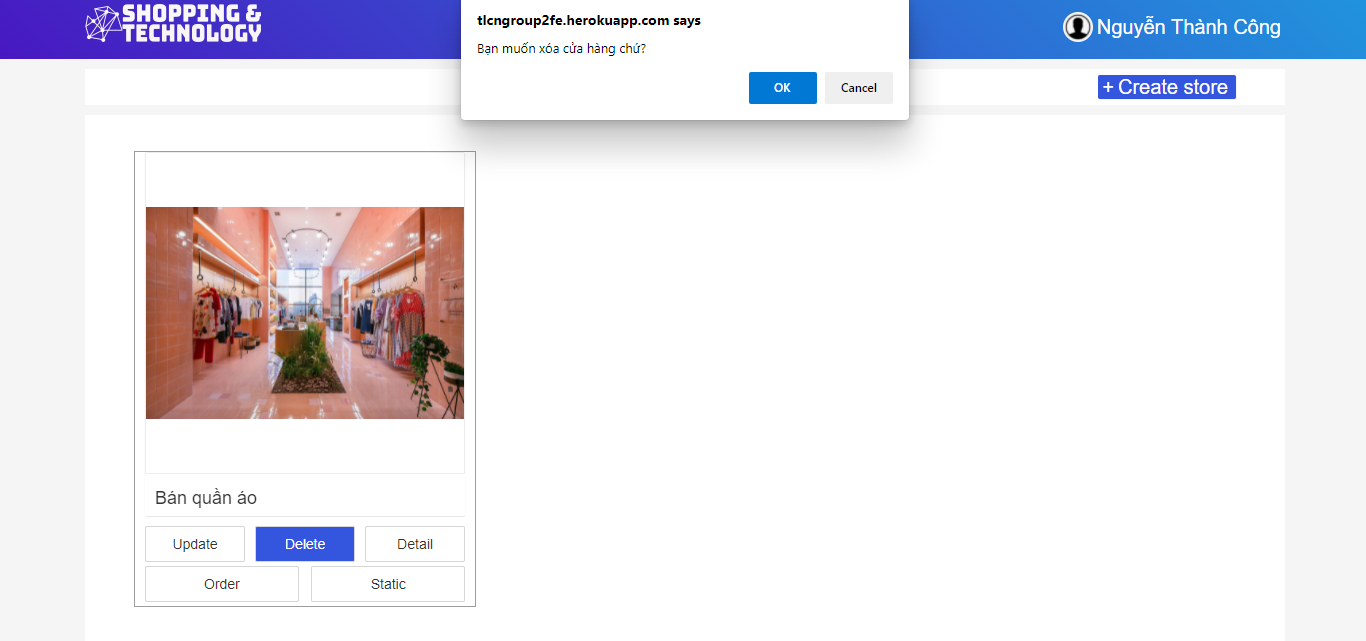 SHOPPING &
TECHNOLOGY
tlcngroup2fe.herokuapp.com says
Bạn muốn xóa cửa hàng chứ?
OK
Cancel
Nguyễn Thành Công
+ Create store
Bán quần áo
Update
Delete
Detail
Order
Static